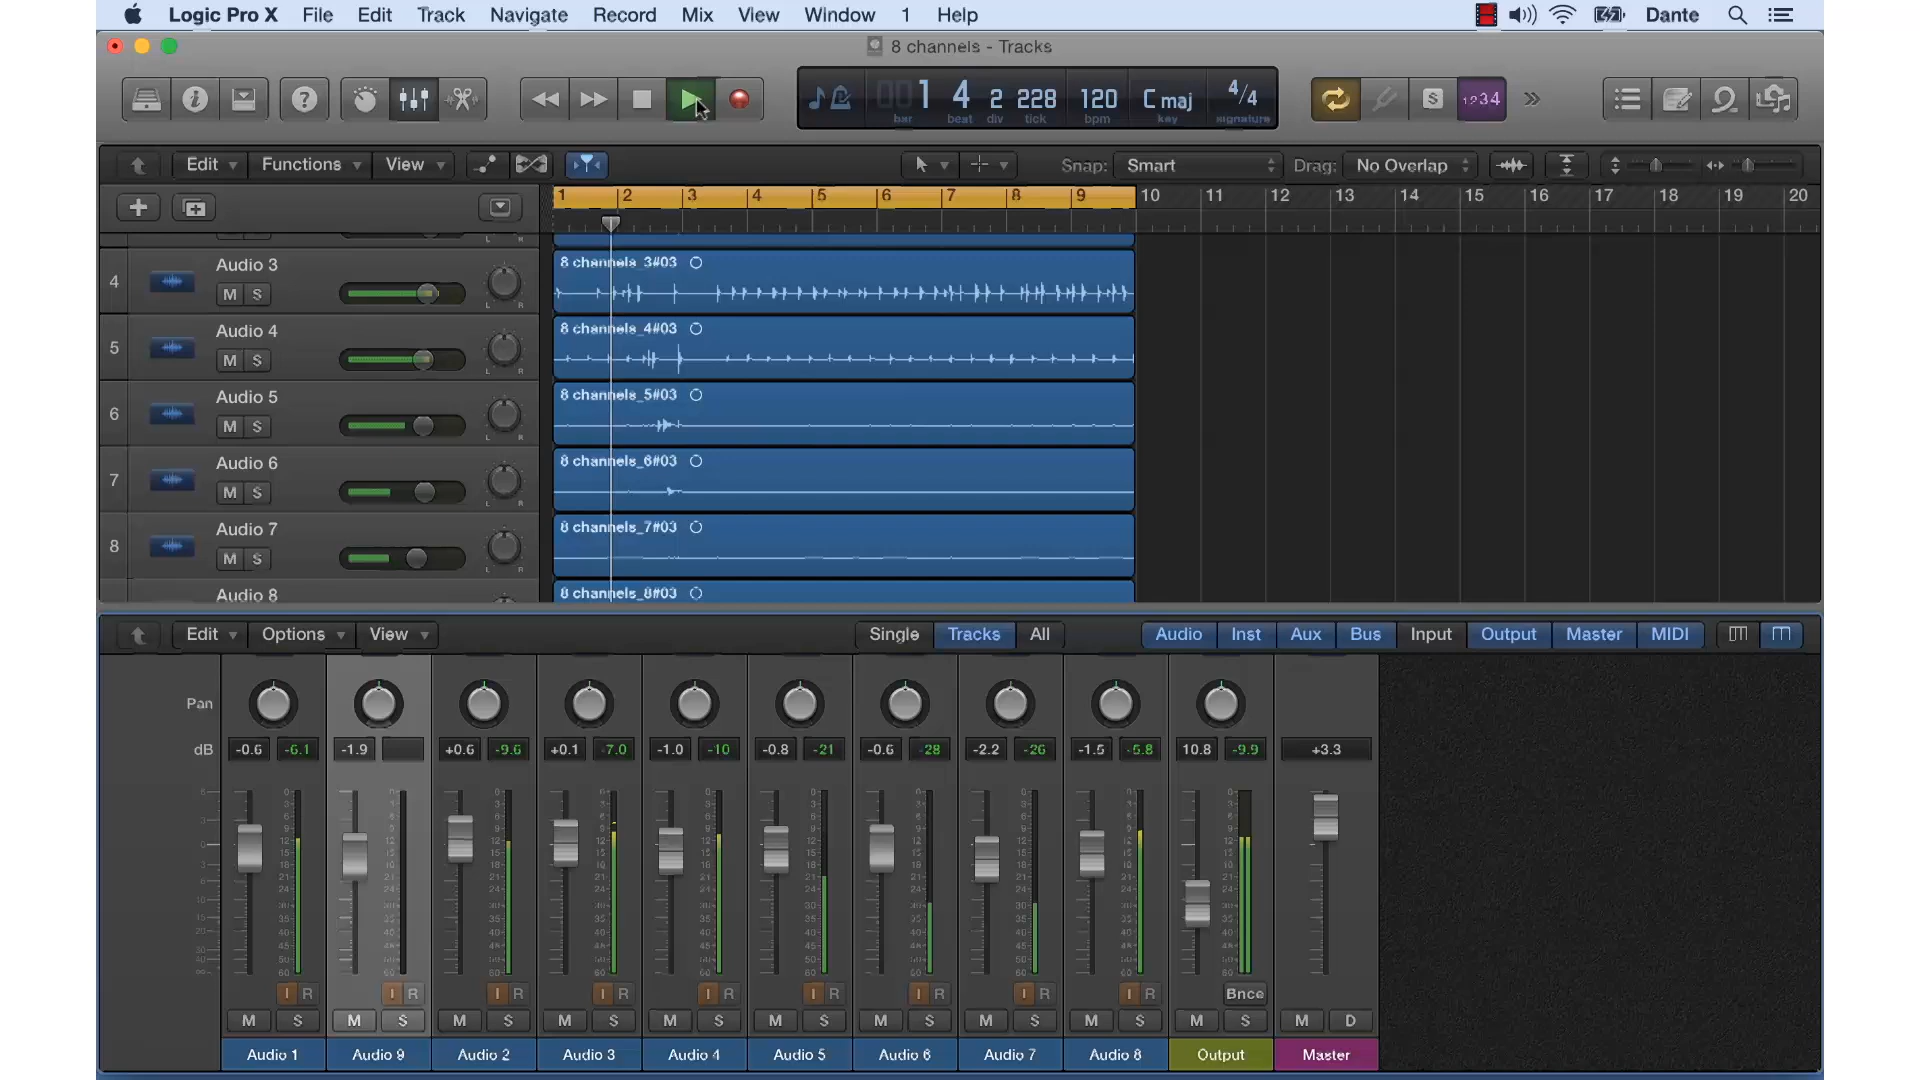 Logic Pro X File Edit Track Navigate Record Mix View Window 1 Help Dante
8 channels - Tracks
1 4 2 228 120 C maj 4/4
bar beat div tick bpm key signature
S 1234
Edit Functions View Snap: Smart Drag: No Overlap
1 2 3 4 5 6 7 8 9 10 11 12 13 14 15 16 17 18 19 20
4 Audio 3 M S L R 8 channels_3#03
5 Audio 4 M S L R 8 channels_4#03
6 Audio 5 M S L R 8 channels_5#03
7 Audio 6 M S L R 8 channels_6#03
8 Audio 7 M S L R 8 channels_7#03
Audio 8 8 channels_8#03
Edit Options View Single Tracks All Audio Inst Aux Bus Input Output Master MIDI
Pan
dB -0.6 -6.1 -1.9 +0.6 -9.6 +0.1 -7.0 -1.0 -10 -0.8 -21 -0.6 -28 -2.2 -26 -1.5 -5.8 10.8 -9.9 +3.3
I R I R I R I R I R I R I R I R I R Bnce
M S M S M S M S M S M S M S M S M S M S M D
Audio 1 Audio 9 Audio 2 Audio 3 Audio 4 Audio 5 Audio 6 Audio 7 Audio 8 Output Master